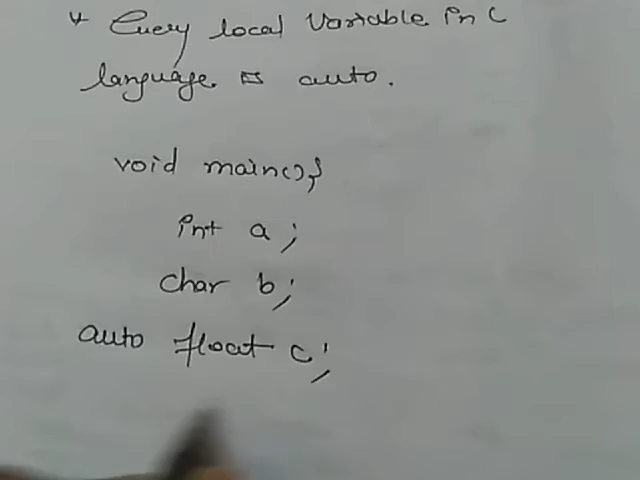 * Every local variable in C
language is auto.
void main(){
int a;
char b;
auto float c;